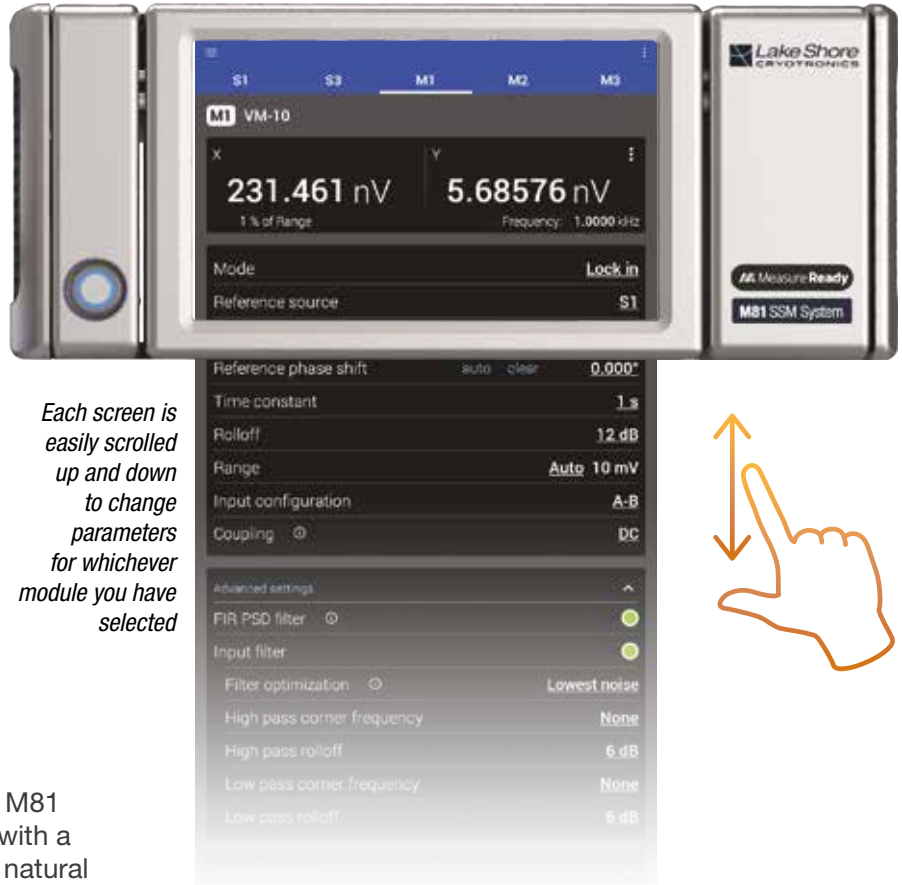 Lake Shore
CRYOTRONICS
S1 S3 M1 M2 M3
M1 VM-10
X Y
231.461 nV 5.68576 nV
1 % of Range Frequency: 1.0000 kHz
Mode Lock in
Reference source S1
MeasureReady
M81 SSM System
Reference phase shift auto clear 0.000°
Time constant 1 s
Rolloff 12 dB
Range Auto 10 mV
Input configuration A-B
Coupling DC
Advanced settings
FIR PSD filter
Input filter
Filter optimization Lowest noise
High pass corner frequency None
High pass rolloff 6 dB
Low pass corner frequency None
Low pass rolloff 6 dB
Each screen is
easily scrolled
up and down
to change
parameters
for whichever
module you have
selected
M81
with a
natural